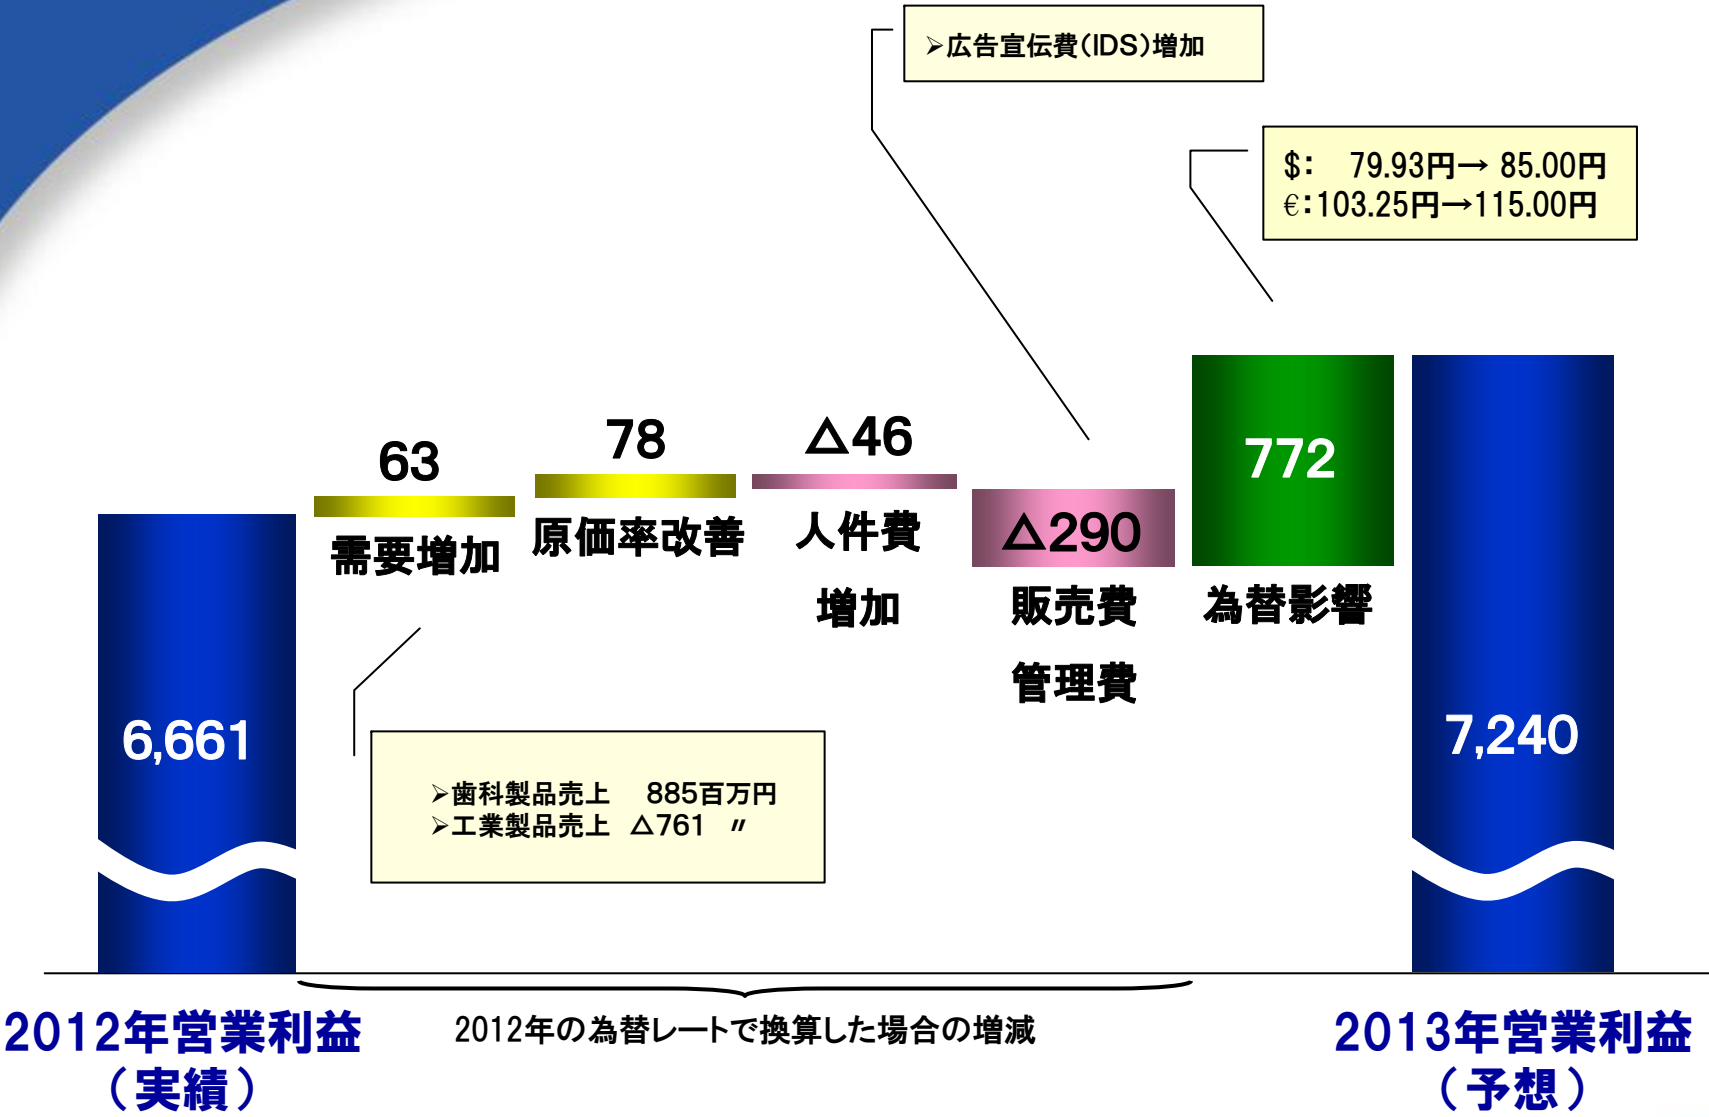 ➢広告宣伝費(IDS)増加
$:　79.93円→ 85.00円
€:103.25円→115.00円
63
78
△46
△290
772
需要増加
原価率改善
人件費
増加
販売費
管理費
為替影響
6,661
7,240
➢歯科製品売上　885百万円
➢工業製品売上　△761　〃
2012年営業利益
（実績）
2012年の為替レートで換算した場合の増減
2013年営業利益
（予想）